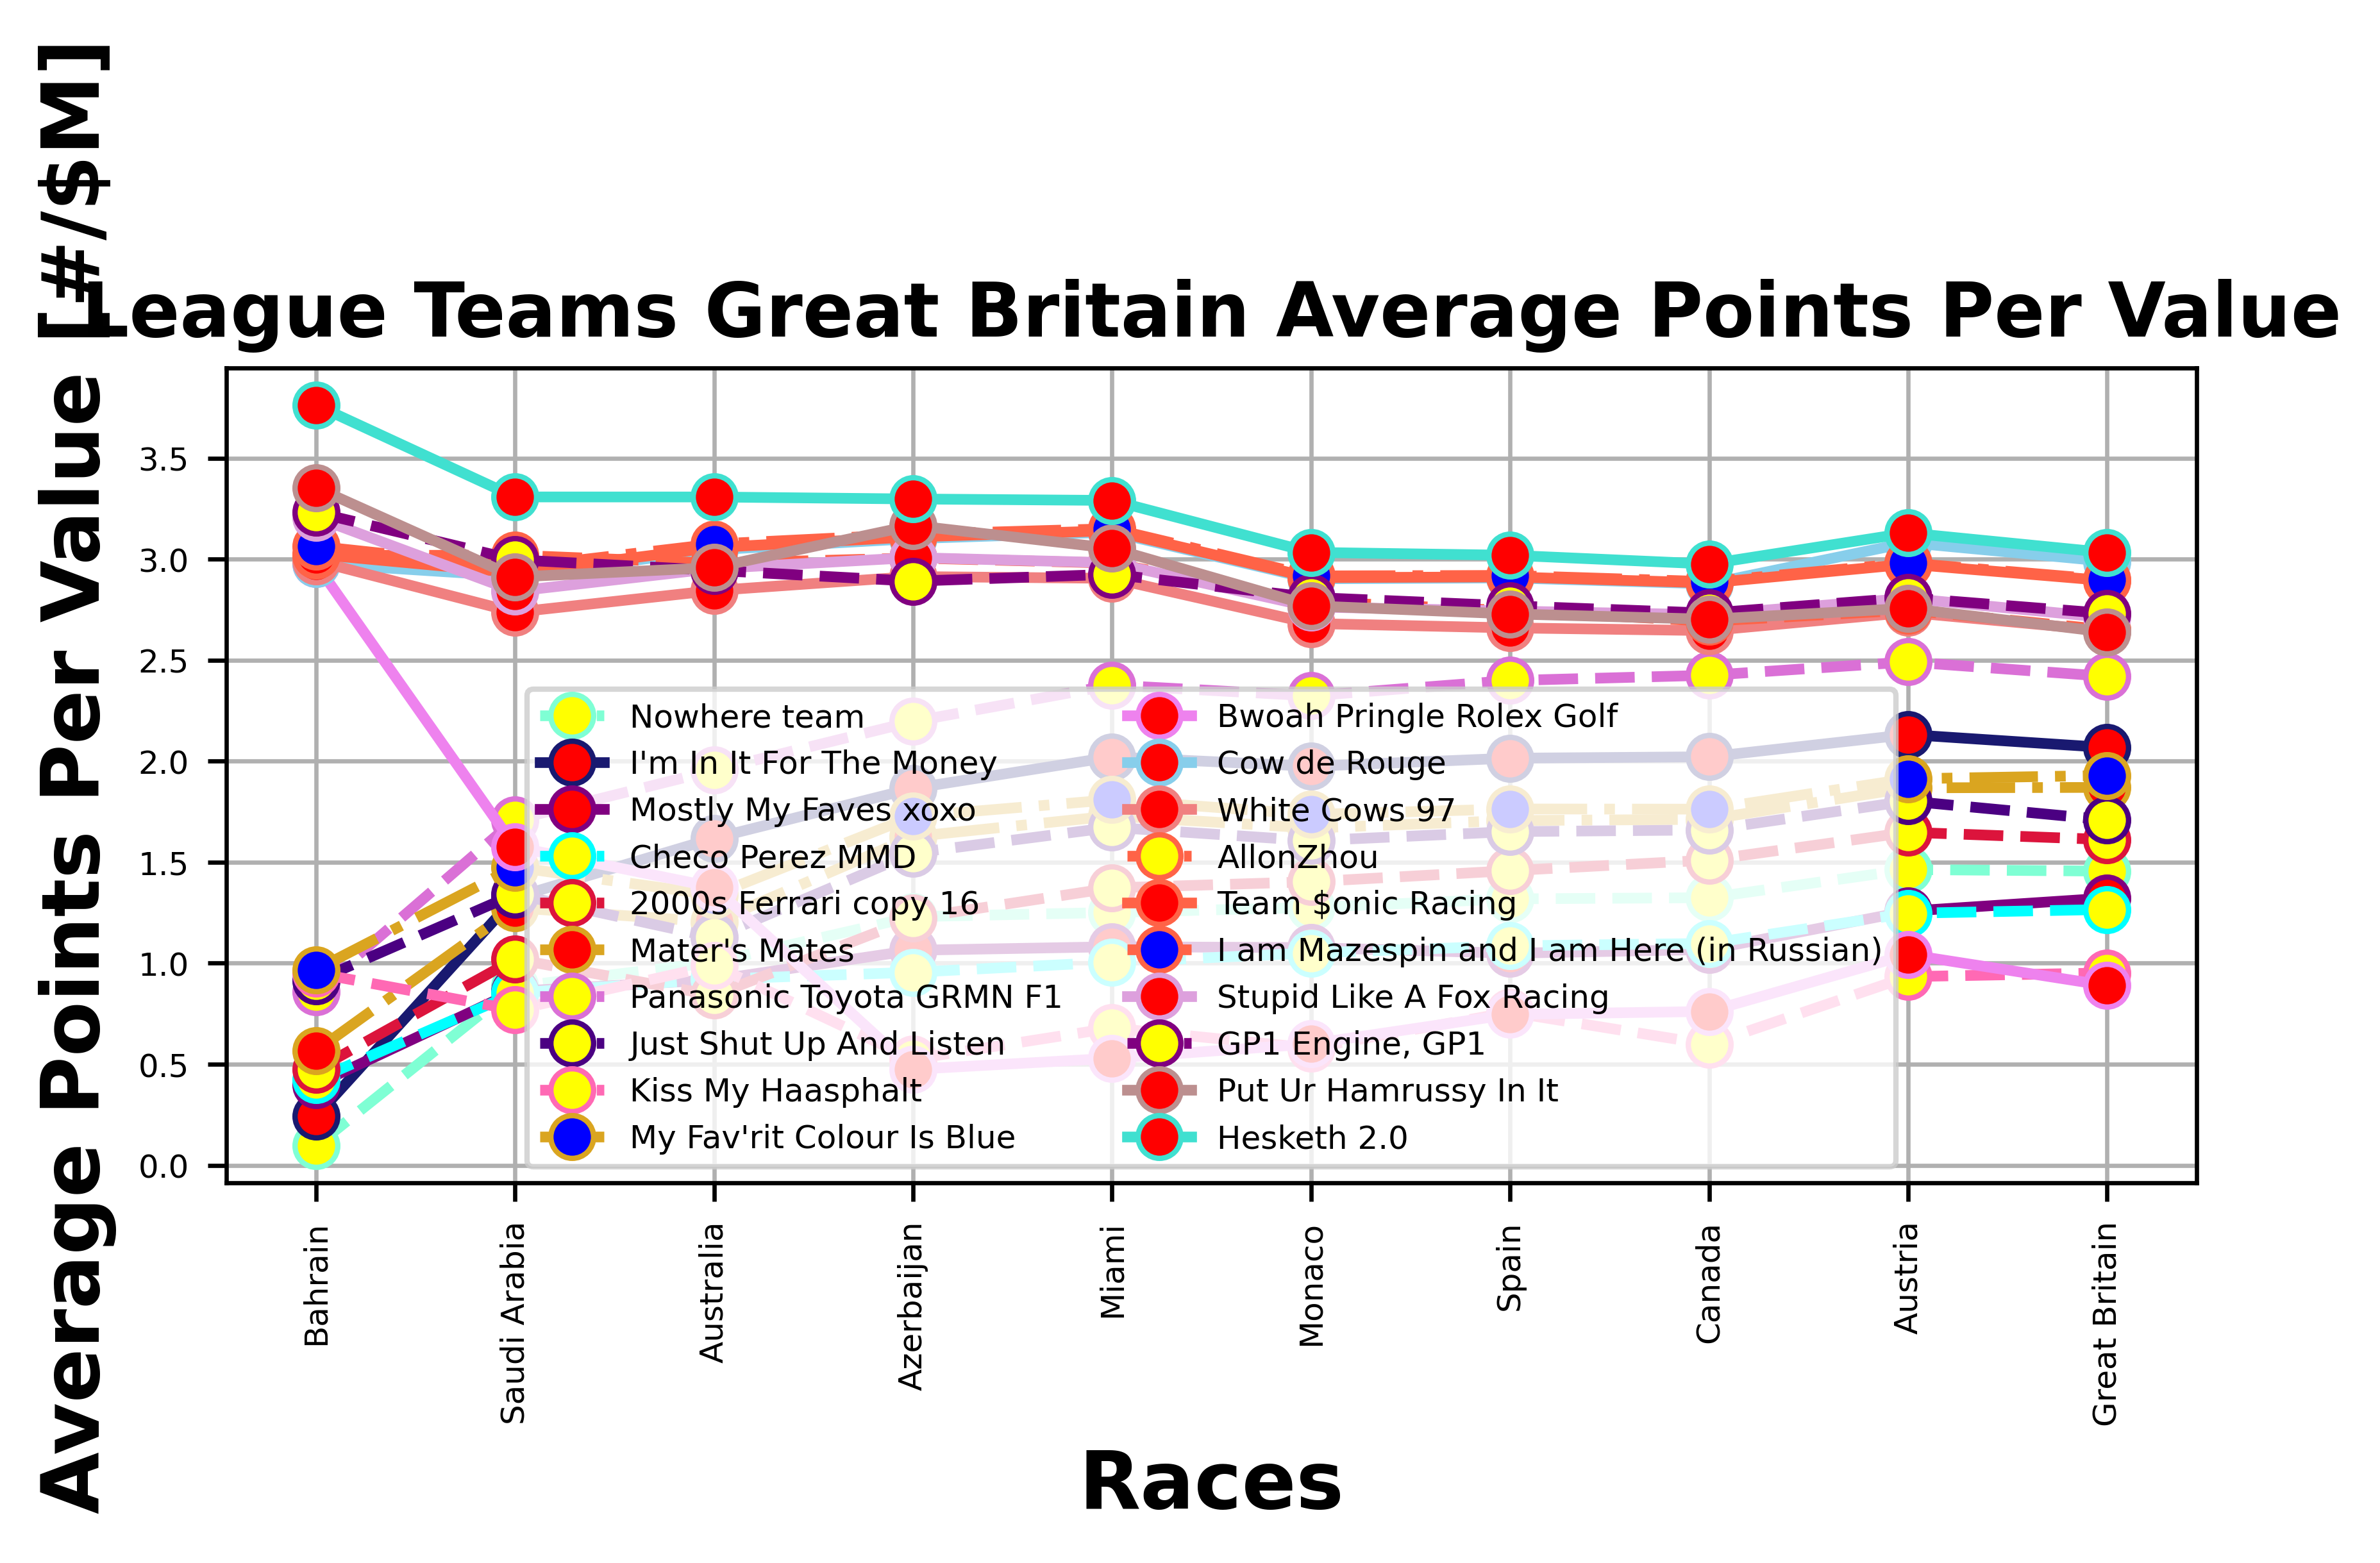 League Teams Great Britain Average Points Per Value
Average Points Per Value [#/$M]
3.5
3.0
2.5
2.0
1.5
1.0
0.5
0.0
Nowhere team
I'm In It For The Money
Mostly My Faves xoxo
Checo Perez MMD
2000s Ferrari copy 16
Mater's Mates
Panasonic Toyota GRMN F1
Just Shut Up And Listen
Kiss My Haasphalt
My Fav'rit Colour Is Blue
Bwoah Pringle Rolex Golf
Cow de Rouge
White Cows 97
AllonZhou
Team $onic Racing
I am Mazespin and I am Here (in Russian)
Stupid Like A Fox Racing
GP1 Engine, GP1
Put Ur Hamrussy In It
Hesketh 2.0
Bahrain
Saudi Arabia
Australia
Azerbaijan
Miami
Monaco
Spain
Canada
Austria
Great Britain
Races